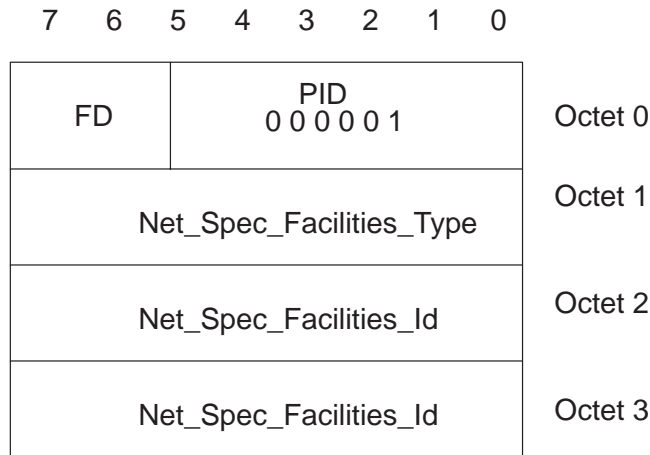 7 6 5 4 3 2 1 0
FD PID Octet 0
0 0 0 0 0 1
Octet 1
Net_Spec_Facilities_Type
Octet 2
Net_Spec_Facilities_Id
Net_Spec_Facilities_Id Octet 3